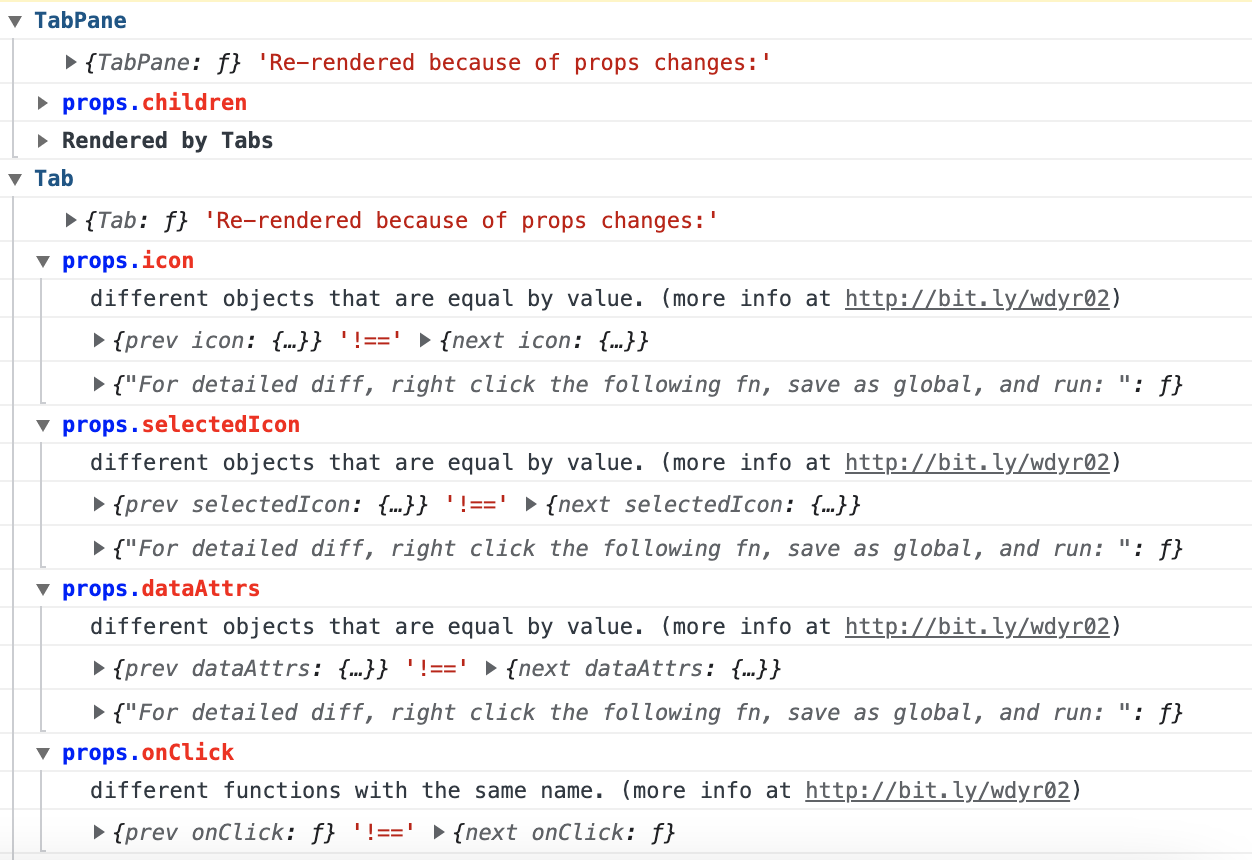 TabPane
{TabPane: ƒ} 'Re-rendered because of props changes:'
props.children
Rendered by Tabs
Tab
{Tab: ƒ} 'Re-rendered because of props changes:'
props.icon
different objects that are equal by value. (more info at http://bit.ly/wdyr02)
{prev icon: {…}} '!==' {next icon: {…}}
{"For detailed diff, right click the following fn, save as global, and run: ": ƒ}
props.selectedIcon
different objects that are equal by value. (more info at http://bit.ly/wdyr02)
{prev selectedIcon: {…}} '!==' {next selectedIcon: {…}}
{"For detailed diff, right click the following fn, save as global, and run: ": ƒ}
props.dataAttrs
different objects that are equal by value. (more info at http://bit.ly/wdyr02)
{prev dataAttrs: {…}} '!==' {next dataAttrs: {…}}
{"For detailed diff, right click the following fn, save as global, and run: ": ƒ}
props.onClick
different functions with the same name. (more info at http://bit.ly/wdyr02)
{prev onClick: ƒ} '!==' {next onClick: ƒ}